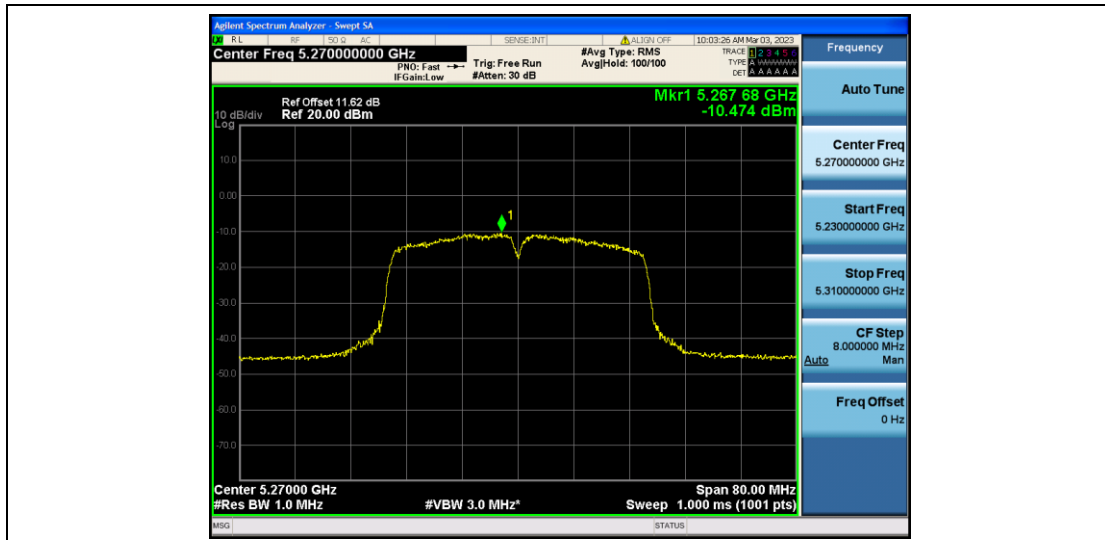 Agilent Spectrum Analyzer - Swept SA
RL RF 50 Ω AC SENSE:INT ALIGN OFF 10:03:26 AM Mar 03, 2023
Center Freq 5.270000000 GHz
PNO: Fast
IFGain:Low
Trig: Free Run
#Atten: 30 dB
#Avg Type: RMS
Avg|Hold: 100/100
TRACE 1 2 3 4 5 6
TYPE A WWWWW
DET A A A A A A
Ref Offset 11.62 dB
10 dB/div Ref 20.00 dBm
Log
Mkr1 5.267 68 GHz
-10.474 dBm
10.0
0.00
-10.0
-20.0
-30.0
-40.0
-50.0
-60.0
-70.0
1
Center 5.27000 GHz Span 80.00 MHz
#Res BW 1.0 MHz #VBW 3.0 MHz* Sweep 1.000 ms (1001 pts)
MSG STATUS
Frequency
Auto Tune
Center Freq
5.270000000 GHz
Start Freq
5.230000000 GHz
Stop Freq
5.310000000 GHz
CF Step
8.000000 MHz
Auto Man
Freq Offset
0 Hz